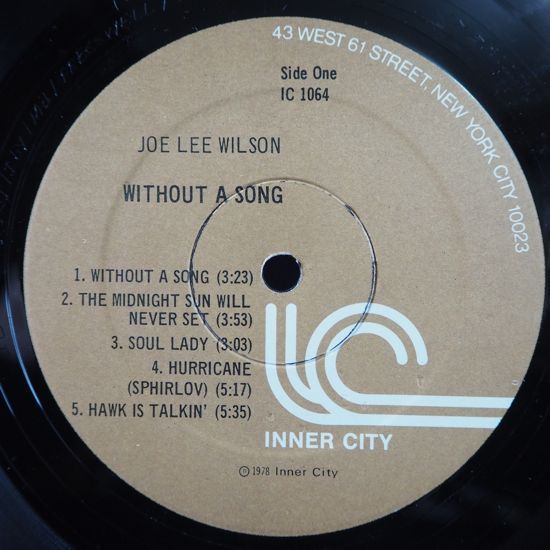 43 WEST 61 STREET, NEW YORK CITY 10023
Side One
IC 1064
JOE LEE WILSON
WITHOUT A SONG
1. WITHOUT A SONG (3:23)
2. THE MIDNIGHT SUN WILL
NEVER SET (3:53)
3. SOUL LADY (3:03)
4. HURRICANE
(SPHIRLOV) (5:17)
5. HAWK IS TALKIN' (5:35)
IC
INNER CITY
℗ 1978 Inner City